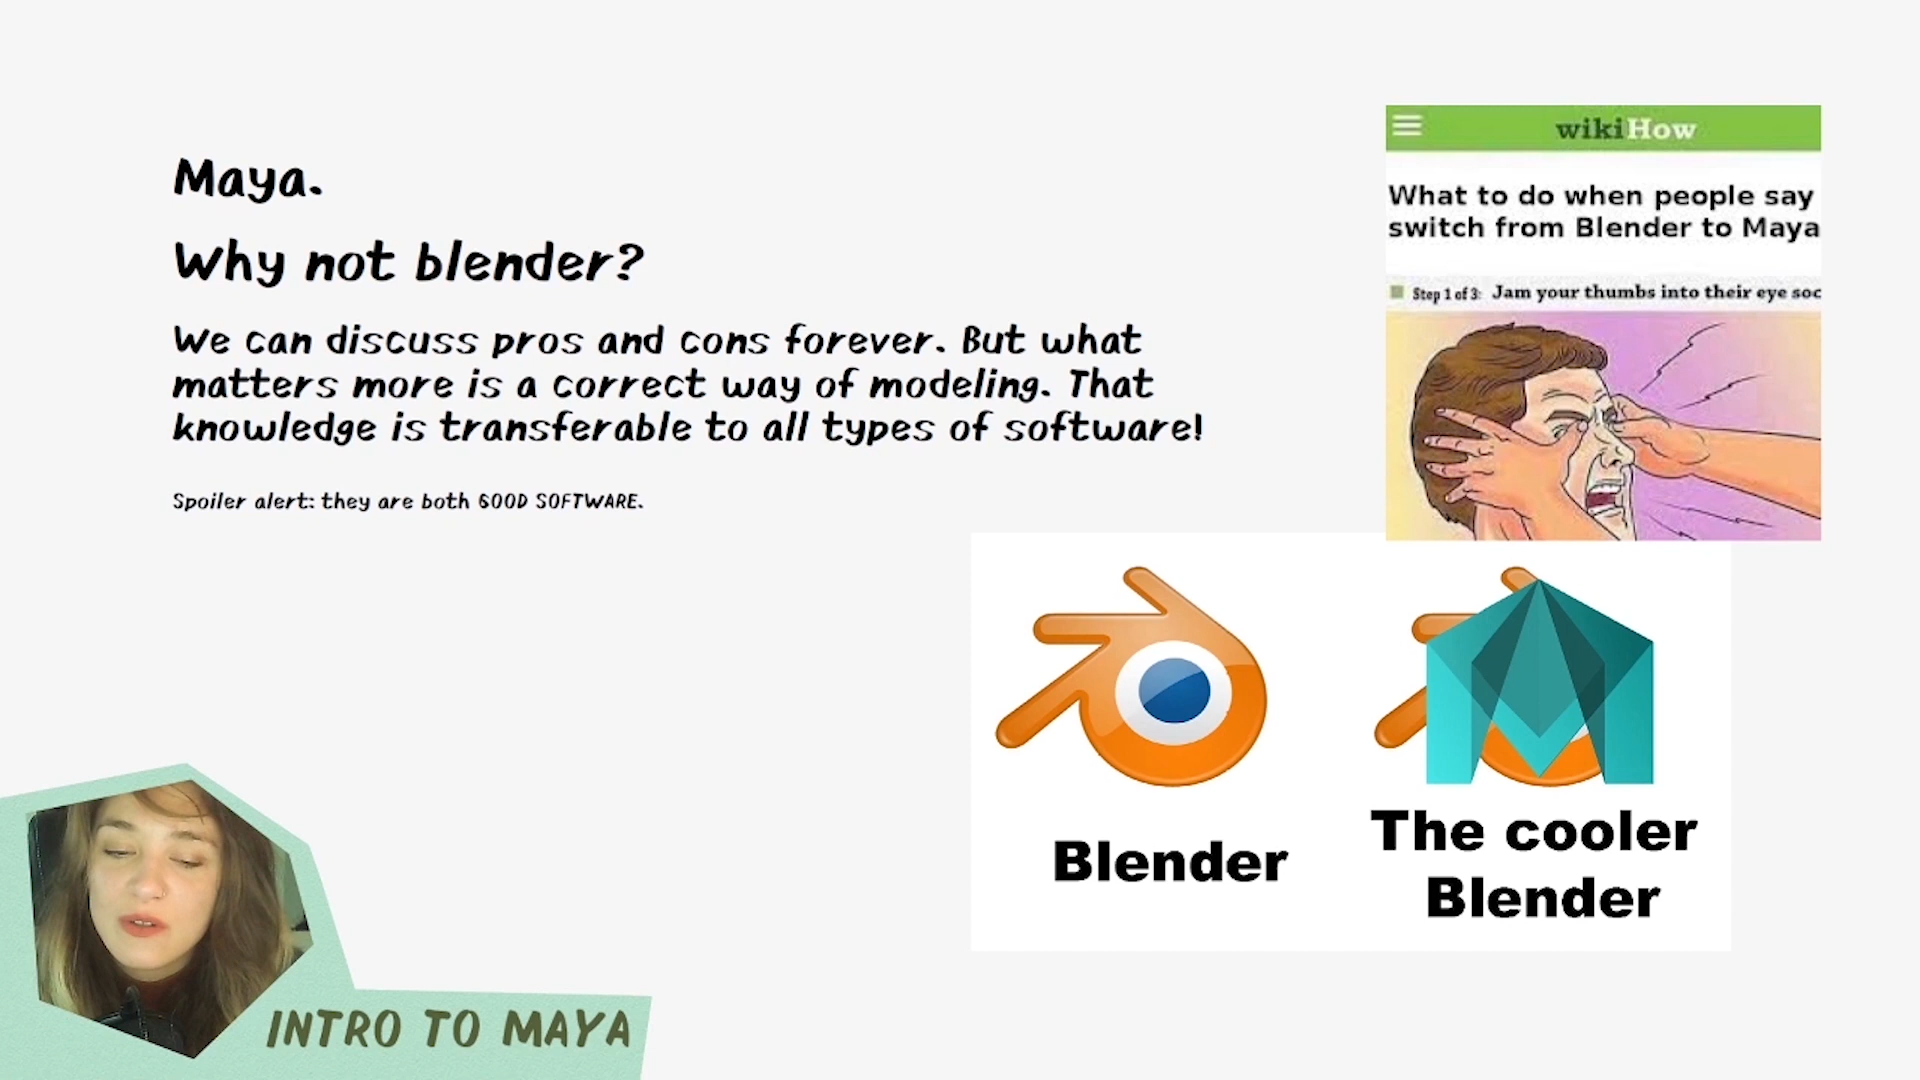 Maya.
Why not blender?
We can discuss pros and cons forever. But what
matters more is a correct way of modeling. That
knowledge is transferable to all types of software!
Spoiler alert: they are both GOOD SOFTWARE.
wikiHow
What to do when people say
switch from Blender to Maya
Step 1 of 3: Jam your thumbs into their eye soc
Blender
The cooler
Blender
INTRO TO MAYA